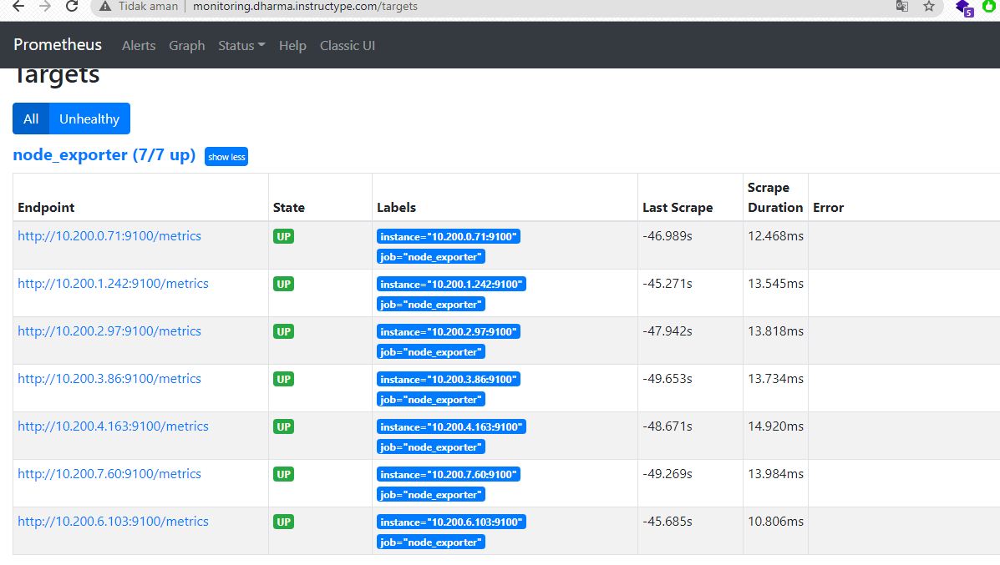 Tidak aman | monitoring.dharma.instructype.com/targets
5
Prometheus Alerts Graph Status Help Classic UI
Targets
All Unhealthy
node_exporter (7/7 up) show less
Endpoint State Labels Last Scrape Scrape Duration Error
http://10.200.0.71:9100/metrics UP instance="10.200.0.71:9100" -46.989s 12.468ms
job="node_exporter"
http://10.200.1.242:9100/metrics UP instance="10.200.1.242:9100" -45.271s 13.545ms
job="node_exporter"
http://10.200.2.97:9100/metrics UP instance="10.200.2.97:9100" -47.942s 13.818ms
job="node_exporter"
http://10.200.3.86:9100/metrics UP instance="10.200.3.86:9100" -49.653s 13.734ms
job="node_exporter"
http://10.200.4.163:9100/metrics UP instance="10.200.4.163:9100" -48.671s 14.920ms
job="node_exporter"
http://10.200.7.60:9100/metrics UP instance="10.200.7.60:9100" -49.269s 13.984ms
job="node_exporter"
http://10.200.6.103:9100/metrics UP instance="10.200.6.103:9100" -45.685s 10.806ms
job="node_exporter"